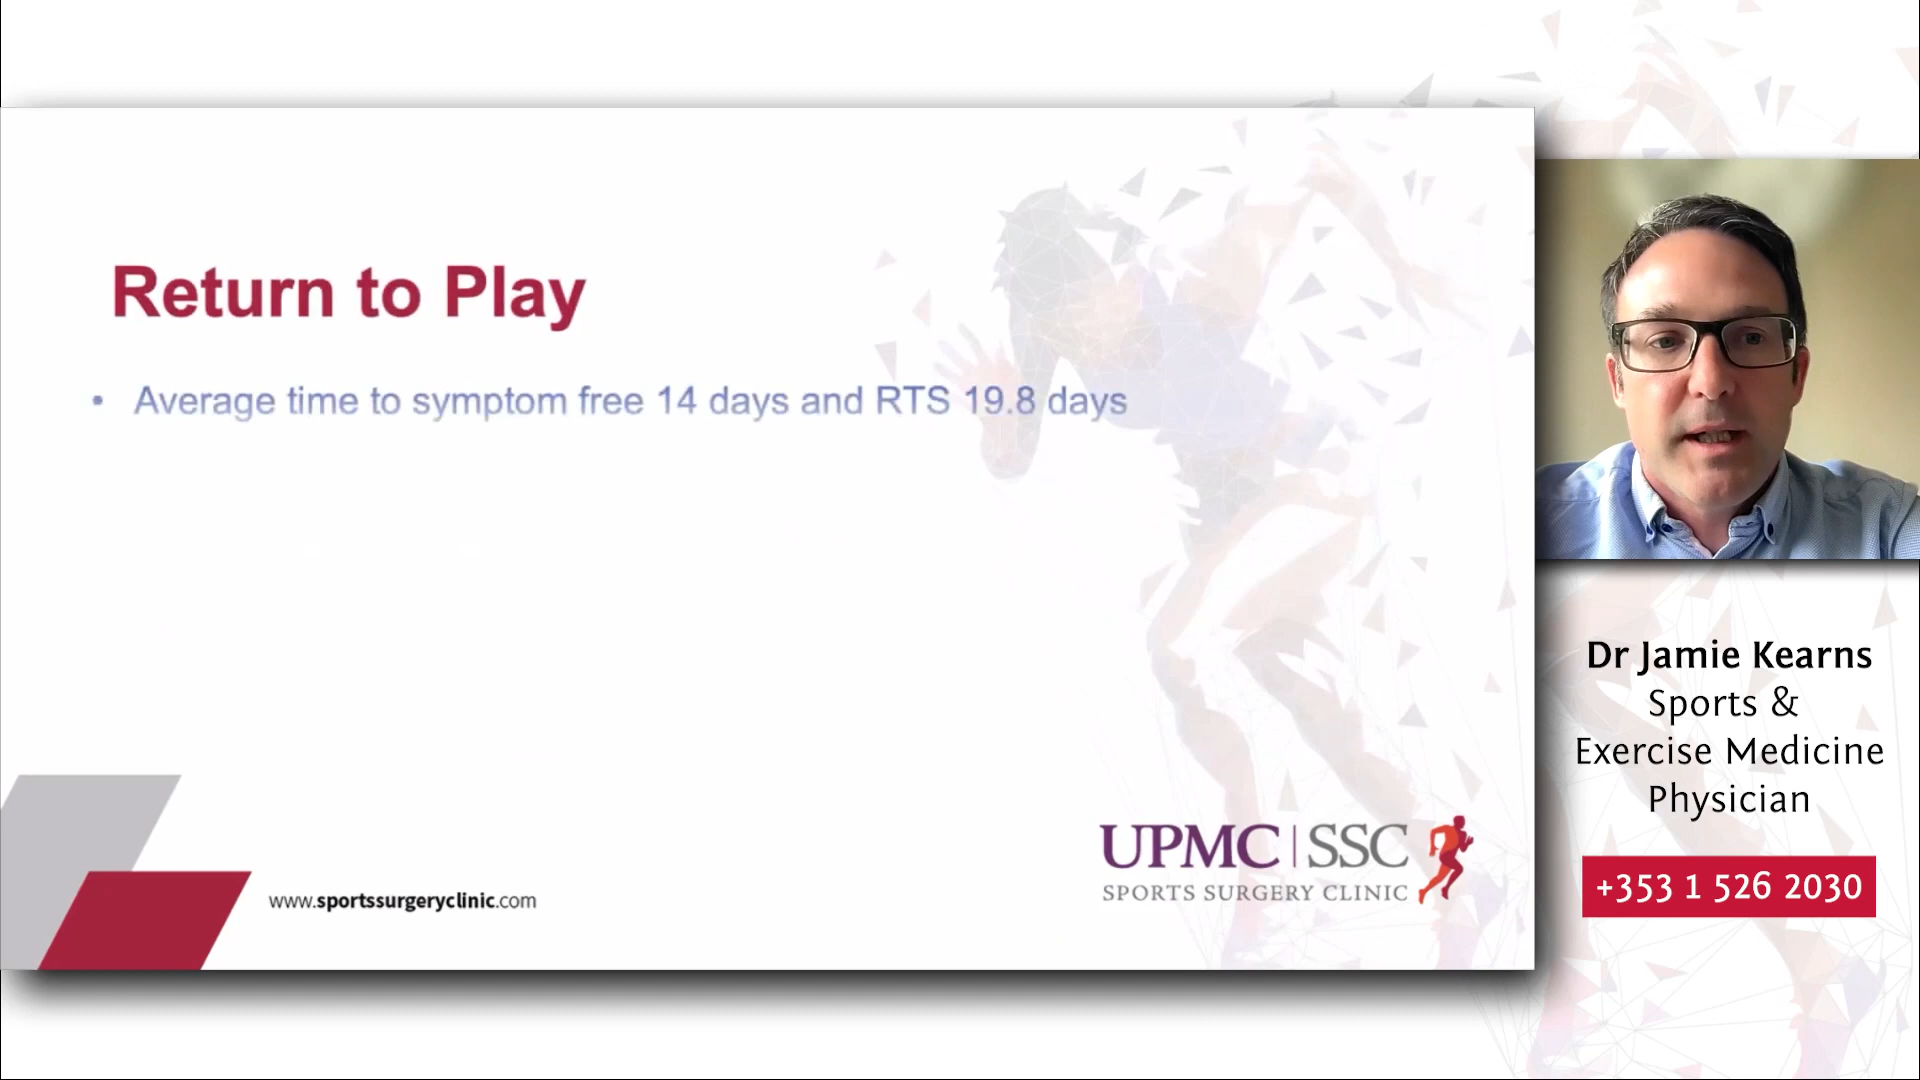 Return to Play
• Average time to symptom free 14 days and RTS 19.8 days
www.sportssurgeryclinic.com
UPMC | SSC
SPORTS SURGERY CLINIC
Dr Jamie Kearns
Sports &
Exercise Medicine
Physician
+353 1 526 2030